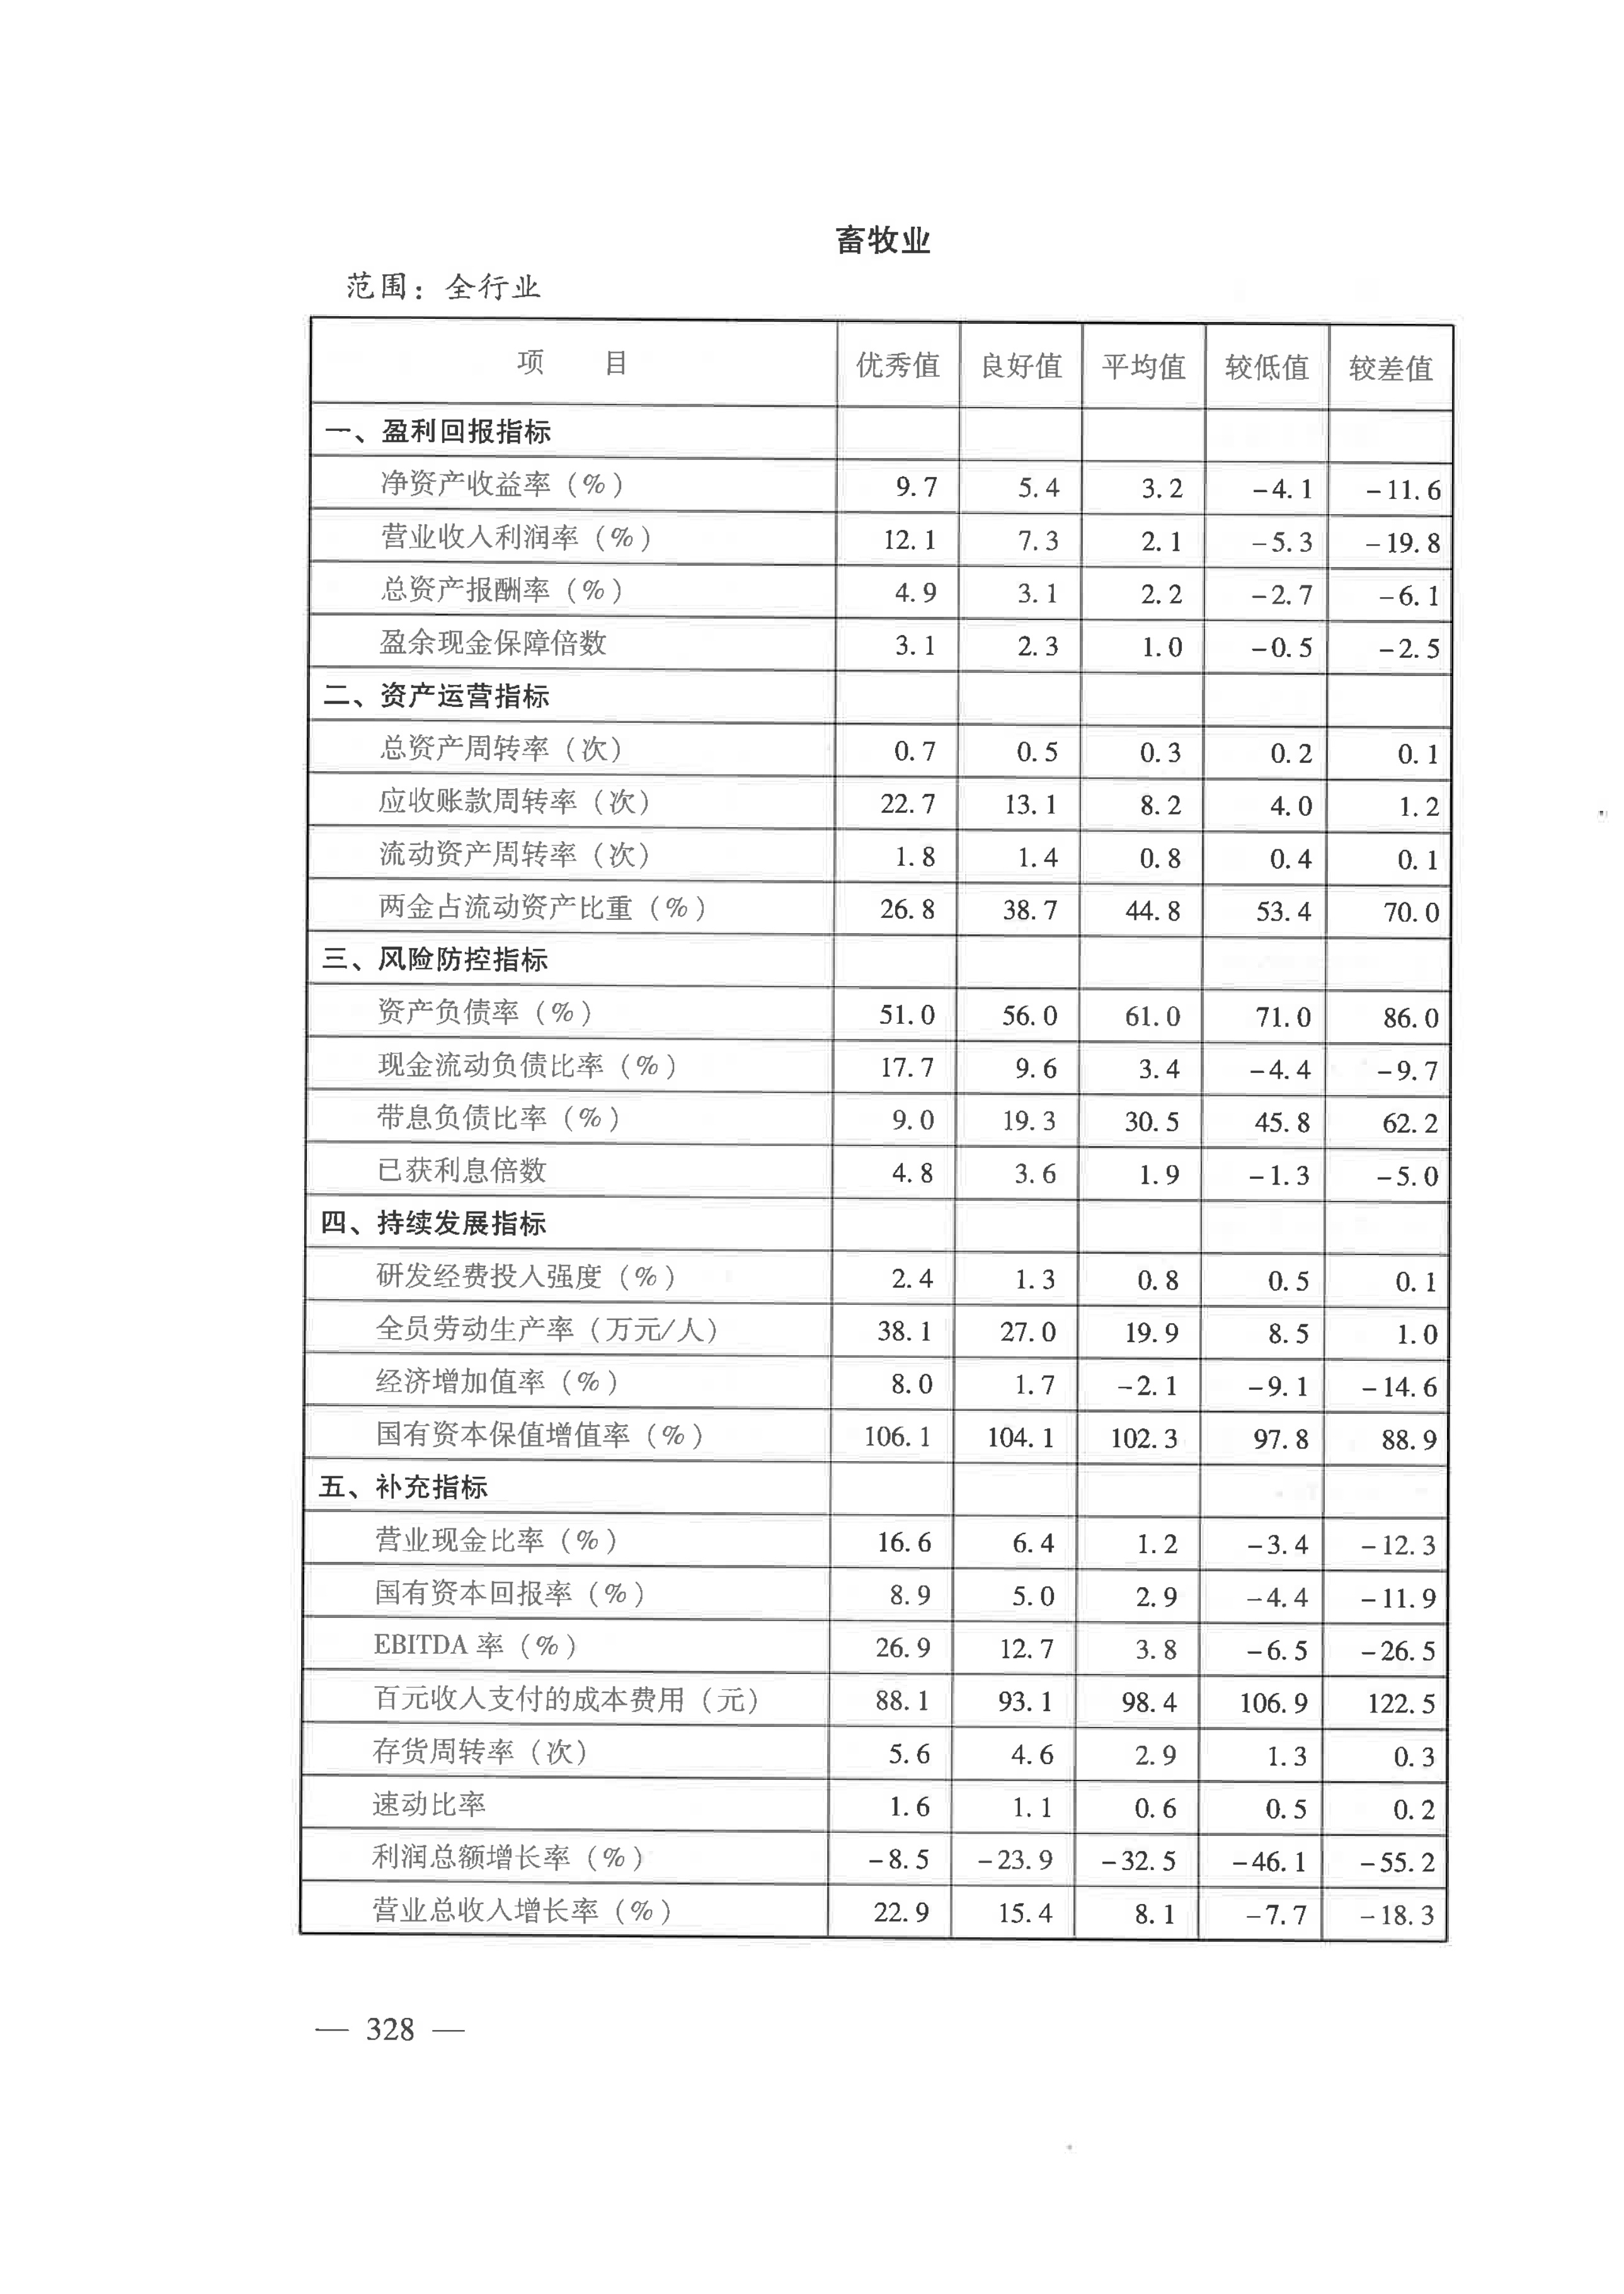 畜牧业
范围：全行业
项 目 优秀值 良好值 平均值 较低值 较差值
一、盈利回报指标
净资产收益率（%） 9.7 5.4 3.2 -4.1 -11.6
营业收入利润率（%） 12.1 7.3 2.1 -5.3 -19.8
总资产报酬率（%） 4.9 3.1 2.2 -2.7 -6.1
盈余现金保障倍数 3.1 2.3 1.0 -0.5 -2.5
二、资产运营指标
总资产周转率（次） 0.7 0.5 0.3 0.2 0.1
应收账款周转率（次） 22.7 13.1 8.2 4.0 1.2
流动资产周转率（次） 1.8 1.4 0.8 0.4 0.1
两金占流动资产比重（%） 26.8 38.7 44.8 53.4 70.0
三、风险防控指标
资产负债率（%） 51.0 56.0 61.0 71.0 86.0
现金流动负债比率（%） 17.7 9.6 3.4 -4.4 -9.7
带息负债比率（%） 9.0 19.3 30.5 45.8 62.2
已获利息倍数 4.8 3.6 1.9 -1.3 -5.0
四、持续发展指标
研发经费投入强度（%） 2.4 1.3 0.8 0.5 0.1
全员劳动生产率（万元/人） 38.1 27.0 19.9 8.5 1.0
经济增加值率（%） 8.0 1.7 -2.1 -9.1 -14.6
国有资本保值增值率（%） 106.1 104.1 102.3 97.8 88.9
五、补充指标
营业现金比率（%） 16.6 6.4 1.2 -3.4 -12.3
国有资本回报率（%） 8.9 5.0 2.9 -4.4 -11.9
EBITDA 率（%） 26.9 12.7 3.8 -6.5 -26.5
百元收入支付的成本费用（元） 88.1 93.1 98.4 106.9 122.5
存货周转率（次） 5.6 4.6 2.9 1.3 0.3
速动比率 1.6 1.1 0.6 0.5 0.2
利润总额增长率（%） -8.5 -23.9 -32.5 -46.1 -55.2
营业总收入增长率（%） 22.9 15.4 8.1 -7.7 -18.3
— 328 —